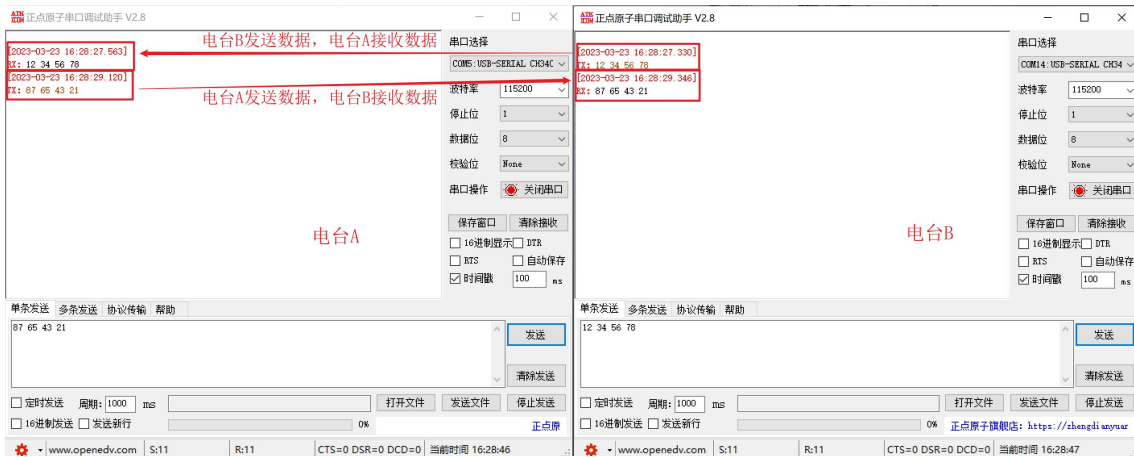 正点原子串口调试助手 V2.8
[2023-03-23 16:28:27.563]
RX: 12 34 56 78
[2023-03-23 16:28:29.120]
TX: 87 65 43 21
电台B发送数据，电台A接收数据
电台A发送数据，电台B接收数据
电台A
串口选择
COM5:USB-SERIAL CH34C
波特率 115200
停止位 1
数据位 8
校验位 None
串口操作 关闭串口
保存窗口 清除接收
16进制显示 DTR
RTS 自动保存
时间戳 100 ms
单条发送 多条发送 协议传输 帮助
87 65 43 21
发送
清除发送
定时发送 周期: 1000 ms 打开文件 发送文件 停止发送
16进制发送 发送新行 0% 正点原
www.openedv.com S:11 R:11 CTS=0 DSR=0 DCD=0 当前时间 16:28:46
正点原子串口调试助手 V2.8
[2023-03-23 16:28:27.330]
TX: 12 34 56 78
[2023-03-23 16:28:29.346]
RX: 87 65 43 21
电台B
串口选择
COM14:USB-SERIAL CH34
波特率 115200
停止位 1
数据位 8
校验位 None
串口操作 关闭串口
保存窗口 清除接收
16进制显示 DTR
RTS 自动保存
时间戳 100 ms
单条发送 多条发送 协议传输 帮助
12 34 56 78
发送
清除发送
定时发送 周期: 1000 ms 打开文件 发送文件 停止发送
16进制发送 发送新行 0% 正点原子旗舰店: https://zhengdianyuan
www.openedv.com S:11 R:11 CTS=0 DSR=0 DCD=0 当前时间 16:28:47